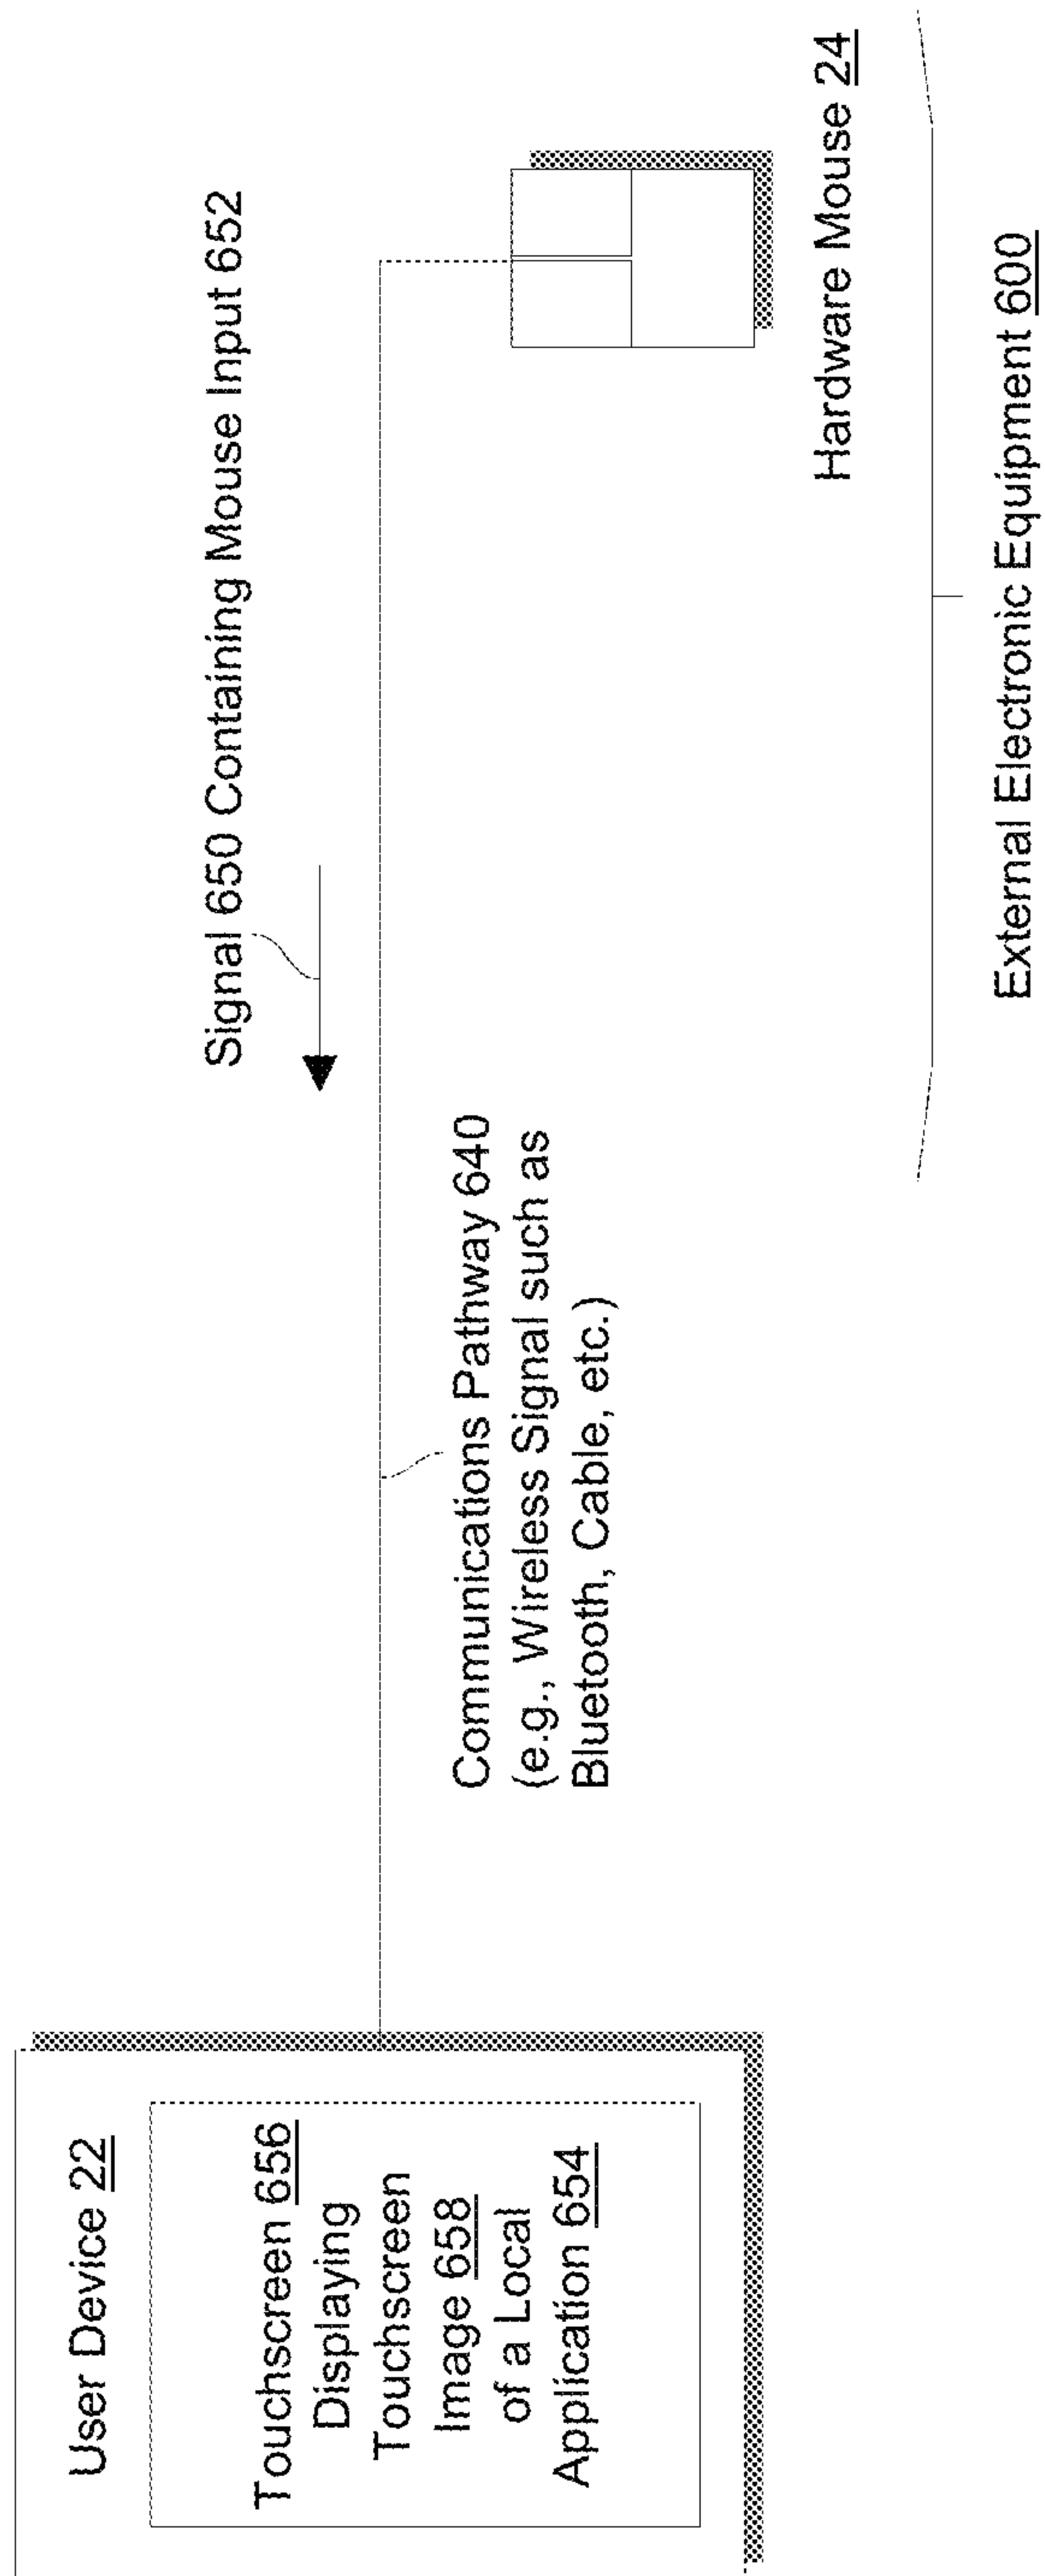 User Device 22
Touchscreen 656
Displaying
Touchscreen
Image 658
of a Local
Application 654
Signal 650 Containing Mouse Input 652
Communications Pathway 640
(e.g., Wireless Signal such as
Bluetooth, Cable, etc.)
Hardware Mouse 24
External Electronic Equipment 600